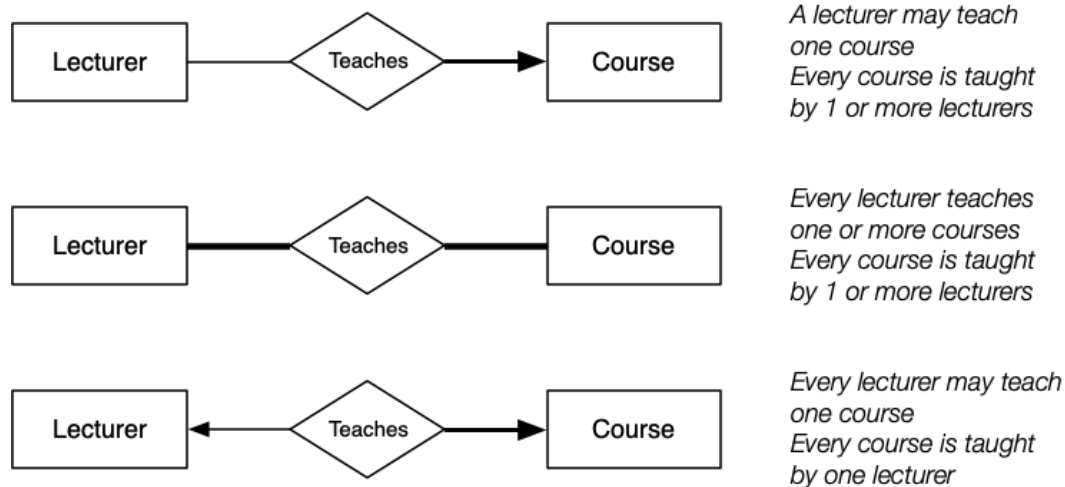 Lecturer
Teaches
Course
A lecturer may teach
one course
Every course is taught
by 1 or more lecturers
Lecturer
Teaches
Course
Every lecturer teaches
one or more courses
Every course is taught
by 1 or more lecturers
Lecturer
Teaches
Course
Every lecturer may teach
one course
Every course is taught
by one lecturer